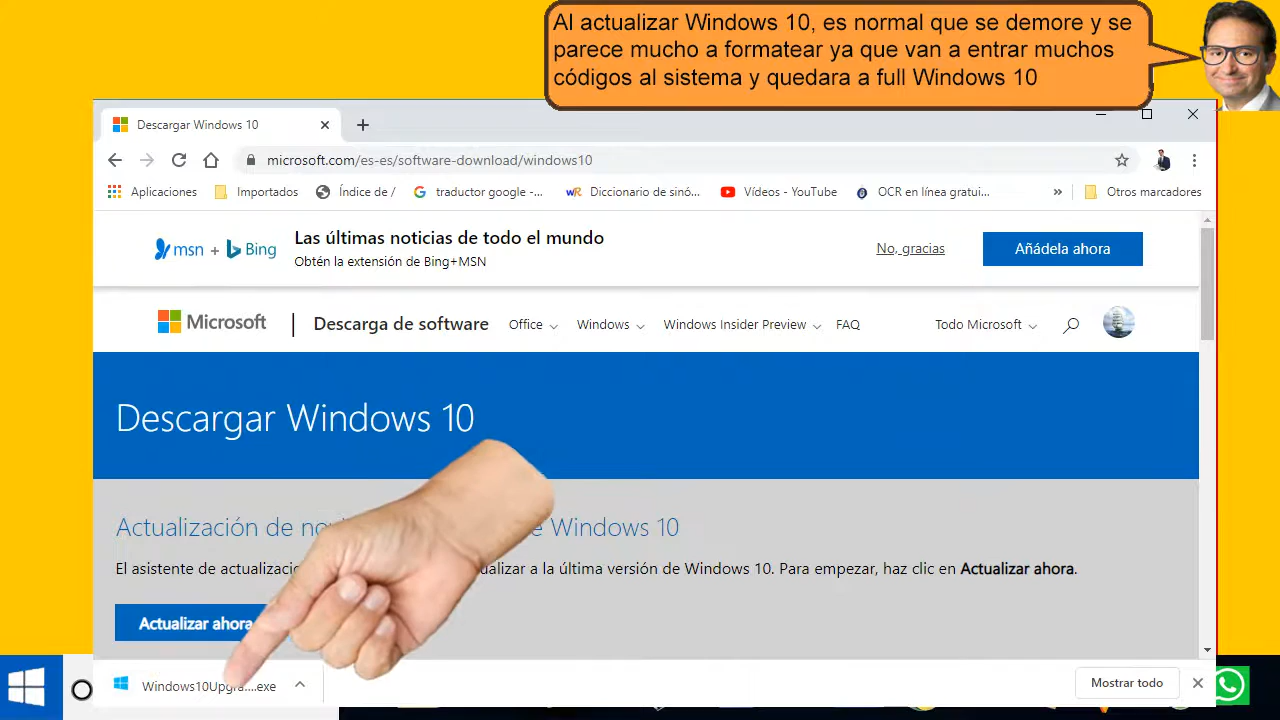 Al actualizar Windows 10, es normal que se demore y se
parece mucho a formatear ya que van a entrar muchos
códigos al sistema y quedara a full Windows 10
Descargar Windows 10
microsoft.com/es-es/software-download/windows10
Aplicaciones Importados Índice de / traductor google -... Diccionario de sinó... Vídeos - YouTube OCR en línea gratui... » Otros marcadores
msn + Bing
Las últimas noticias de todo el mundo
Obtén la extensión de Bing+MSN
No, gracias
Añádela ahora
Microsoft
Descarga de software Office Windows Windows Insider Preview FAQ Todo Microsoft
Descargar Windows 10
Actualización de Windows 10
El asistente de actualizar a la última versión de Windows 10. Para empezar, haz clic en Actualizar ahora.
Actualizar ahora
Windows10Upgra....exe
Mostrar todo